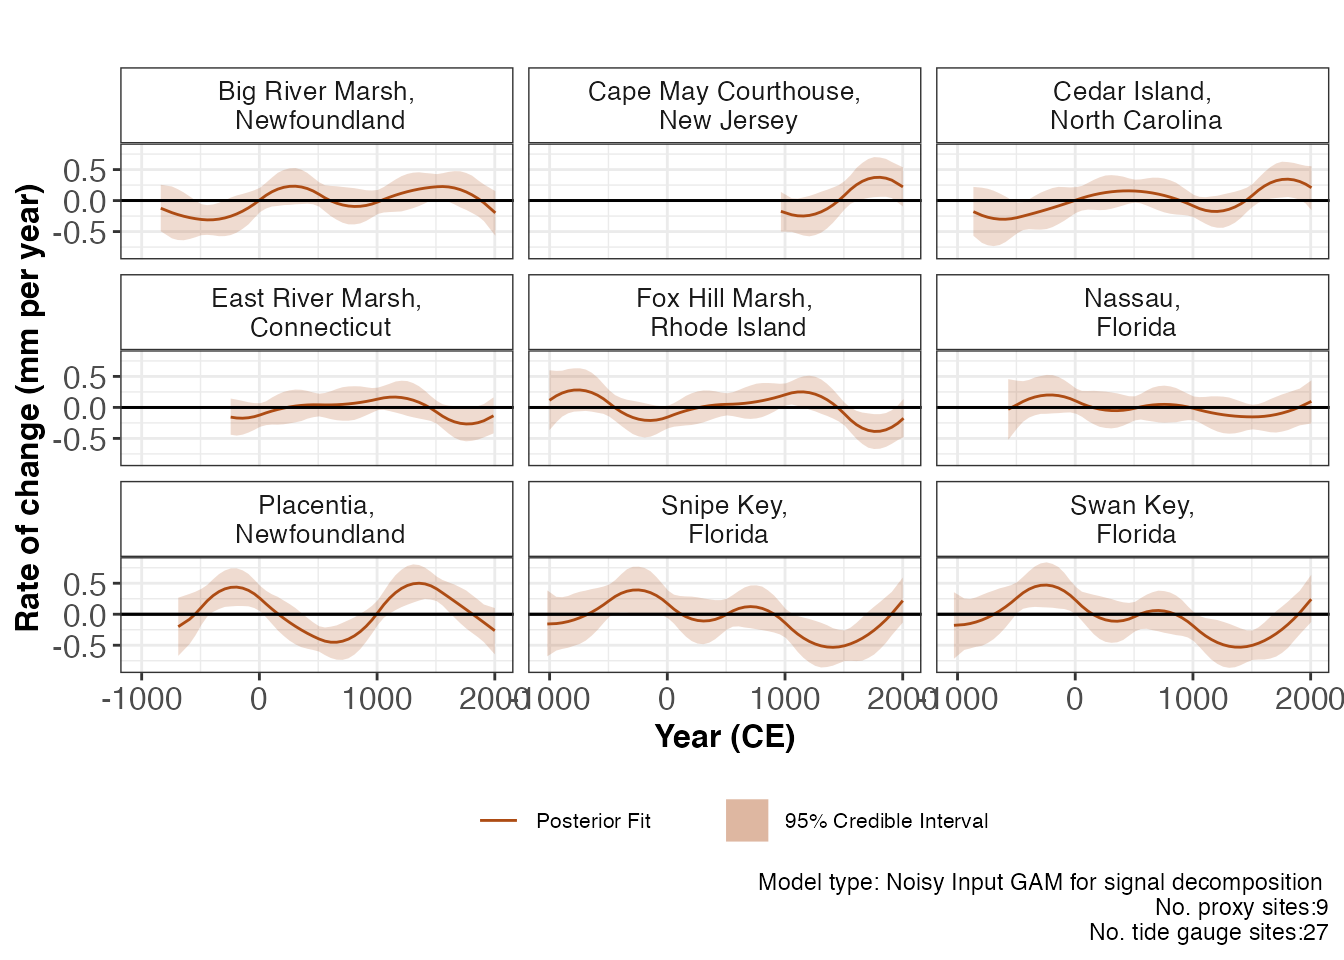 Big River Marsh,
Newfoundland
Cape May Courthouse,
New Jersey
Cedar Island,
North Carolina
0.5
0.0
-0.5
East River Marsh,
Connecticut
Fox Hill Marsh,
Rhode Island
Nassau,
Florida
0.5
0.0
-0.5
Placentia,
Newfoundland
Snipe Key,
Florida
Swan Key,
Florida
0.5
0.0
-0.5
-1000 0 1000 2000
-1000 0 1000 2000
-1000 0 1000 2000
Rate of change (mm per year)
Year (CE)
Posterior Fit
95% Credible Interval
Model type: Noisy Input GAM for signal decomposition
No. proxy sites:9
No. tide gauge sites:27